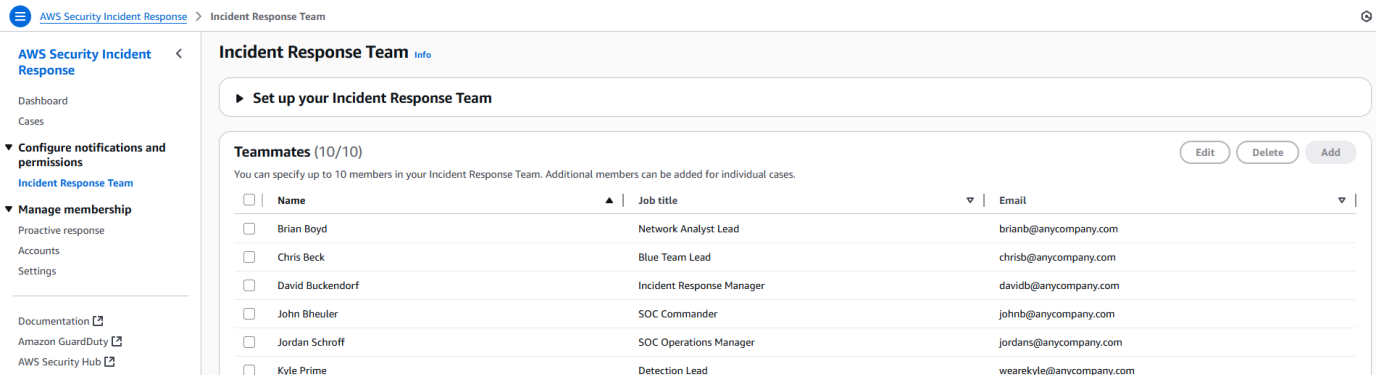 AWS Security Incident Response > Incident Response Team
AWS Security Incident
Response
Dashboard
Cases
Configure notifications and
permissions
Incident Response Team
Manage membership
Proactive response
Accounts
Settings
Documentation
Amazon GuardDuty
AWS Security Hub
Incident Response Team Info
Set up your Incident Response Team
Teammates (10/10) Edit Delete Add
You can specify up to 10 members in your Incident Response Team. Additional members can be added for individual cases.
Name Job title Email
Brian Boyd Network Analyst Lead brianb@anycompany.com
Chris Beck Blue Team Lead chrisb@anycompany.com
David Buckendorf Incident Response Manager davidb@anycompany.com
John Bheuler SOC Commander johnb@anycompany.com
Jordan Schroff SOC Operations Manager jordans@anycompany.com
Kyle Prime Detection Lead wearekyle@anycompany.com